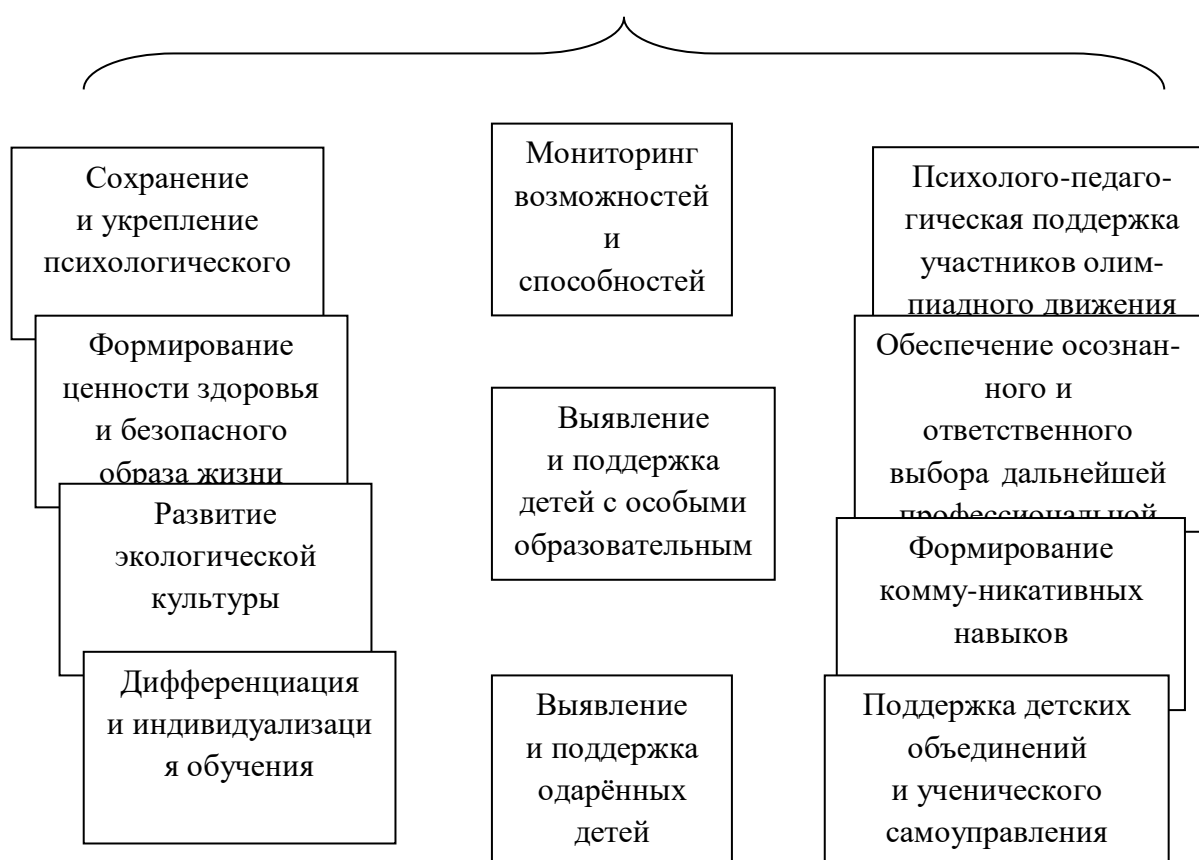 Сохранение
и укрепление
психологического
Формирование
ценности здоровья
и безопасного
образа жизни
Развитие
экологической
культуры
Дифференциация
и индивидуализаци
я обучения
Мониторинг
возможностей
и
способностей
Выявление
и поддержка
детей с особыми
образовательным
Выявление
и поддержка
одарённых
детей
Психолого-педаго-
гическая поддержка
участников олим-
пиадного движения
Обеспечение осознан-
ного и
ответственного
выбора дальнейшей
профессиональной
Формирование
комму-никативных
навыков
Поддержка детских
объединений
и ученического
самоуправления